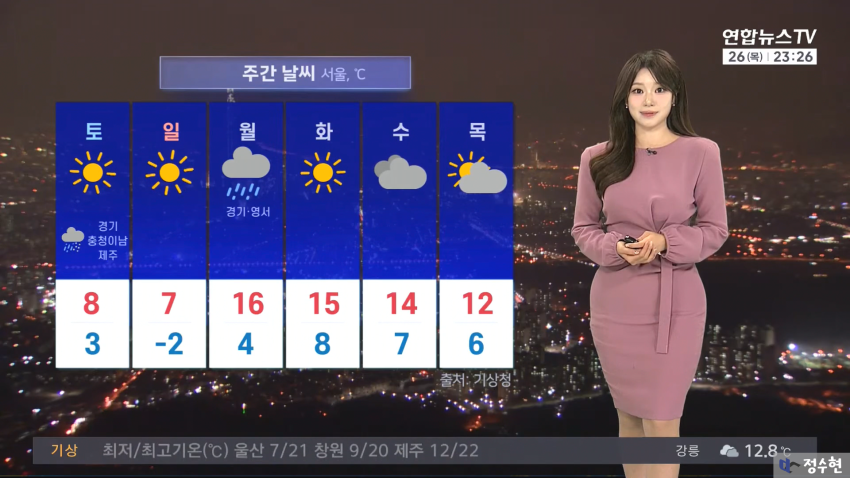 연합뉴스TV
26(목) 23:26
주간 날씨 서울, ℃
토 일 월 화 수 목
경기·영서
경기
충청이남
제주
8 7 16 15 14 12
3 -2 4 8 7 6
출처: 기상청
기상 최저/최고기온(℃) 울산 7/21 창원 9/20 제주 12/22 강릉 12.8℃
정수현